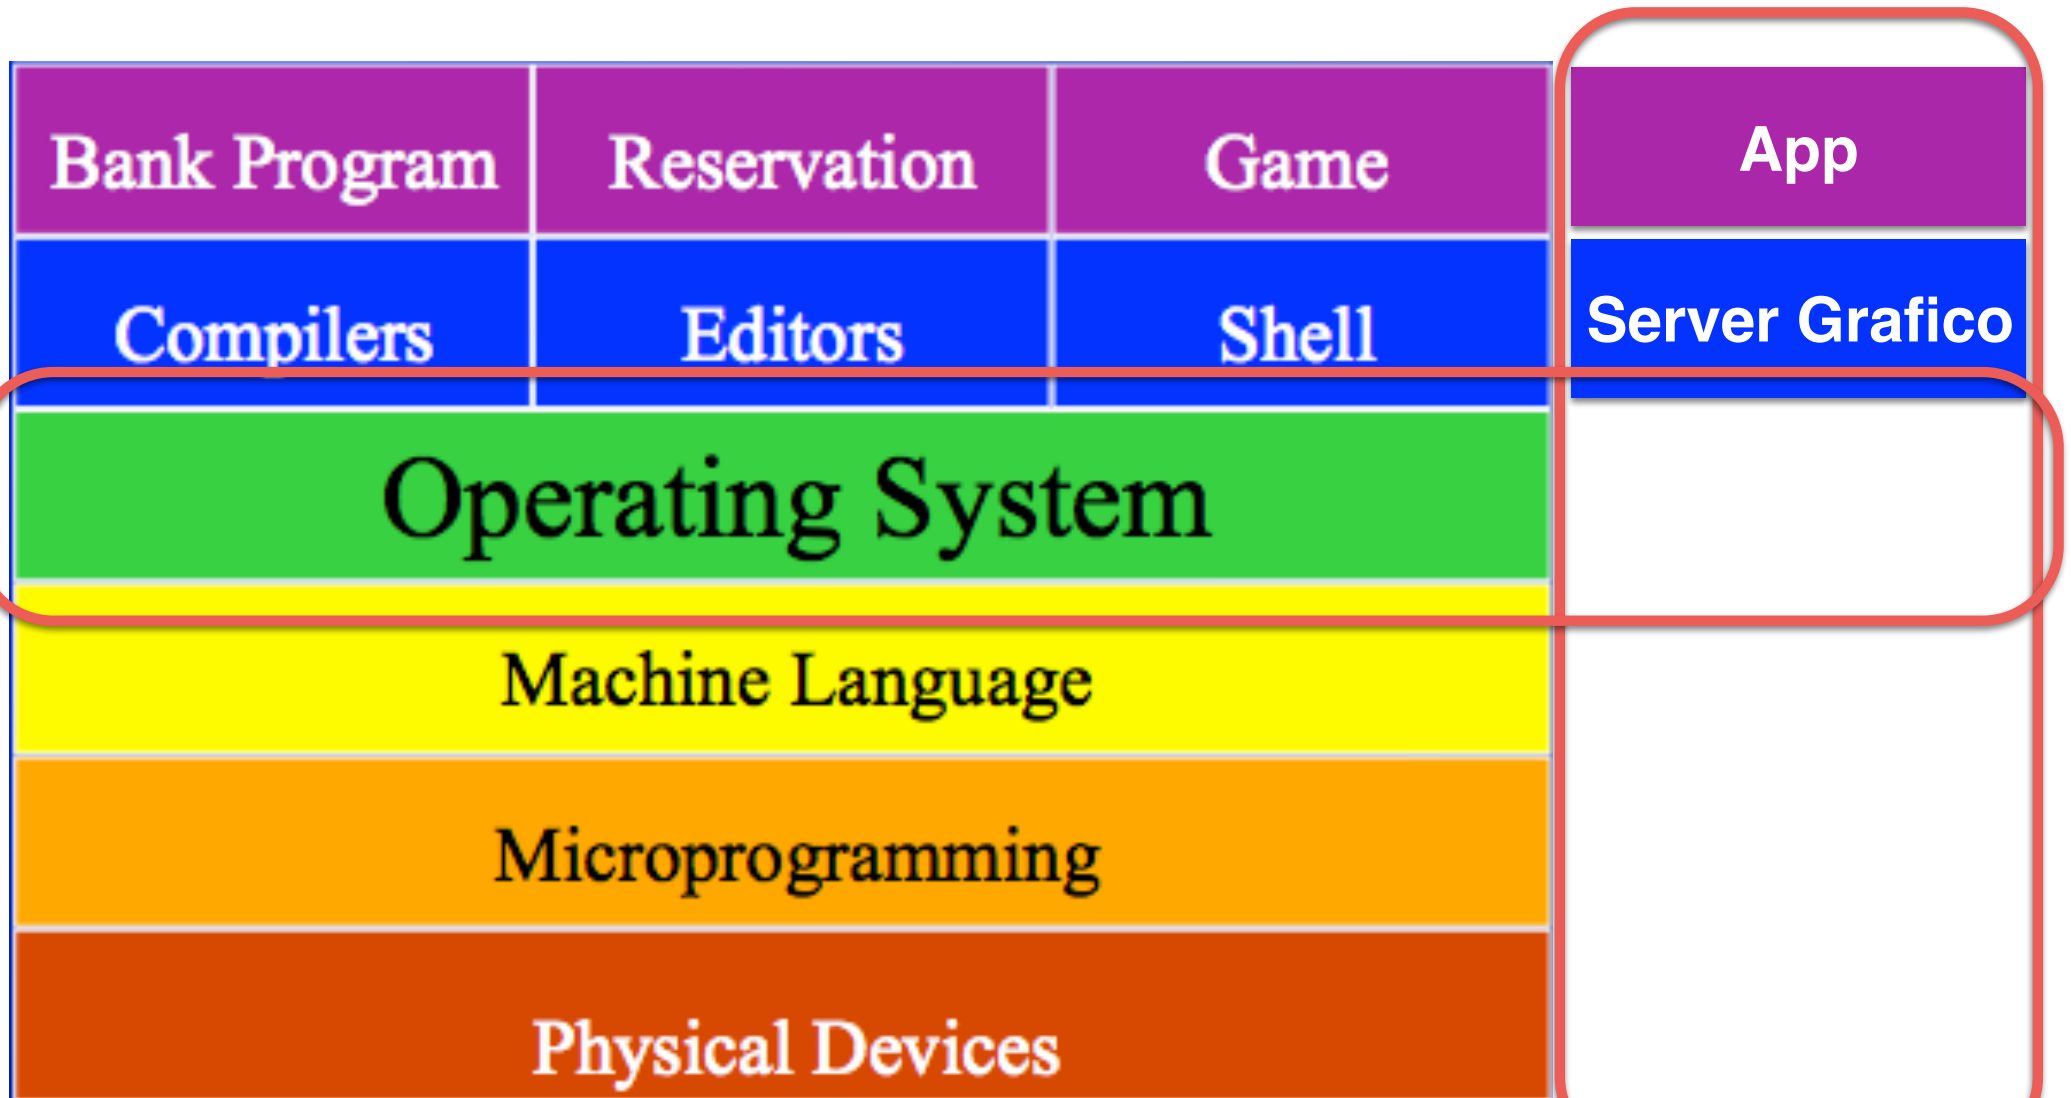 Bank Program
Reservation
Game
App
Compilers
Editors
Shell
Server Grafico
Operating System
Machine Language
Microprogramming
Physical Devices